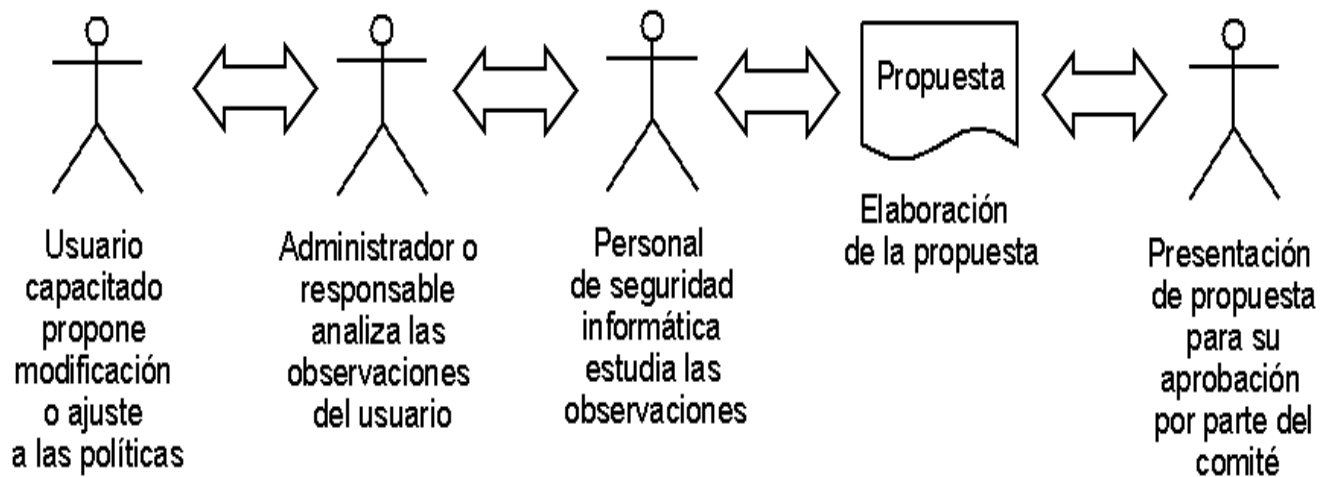 Usuario
capacitado
propone
modificación
o ajuste
a las políticas
Administrador o
responsable
analiza las
observaciones
del usuario
Personal
de seguridad
informática
estudia las
observaciones
Propuesta
Elaboración
de la propuesta
Presentación
de propuesta
para su
aprobación
por parte del
comité